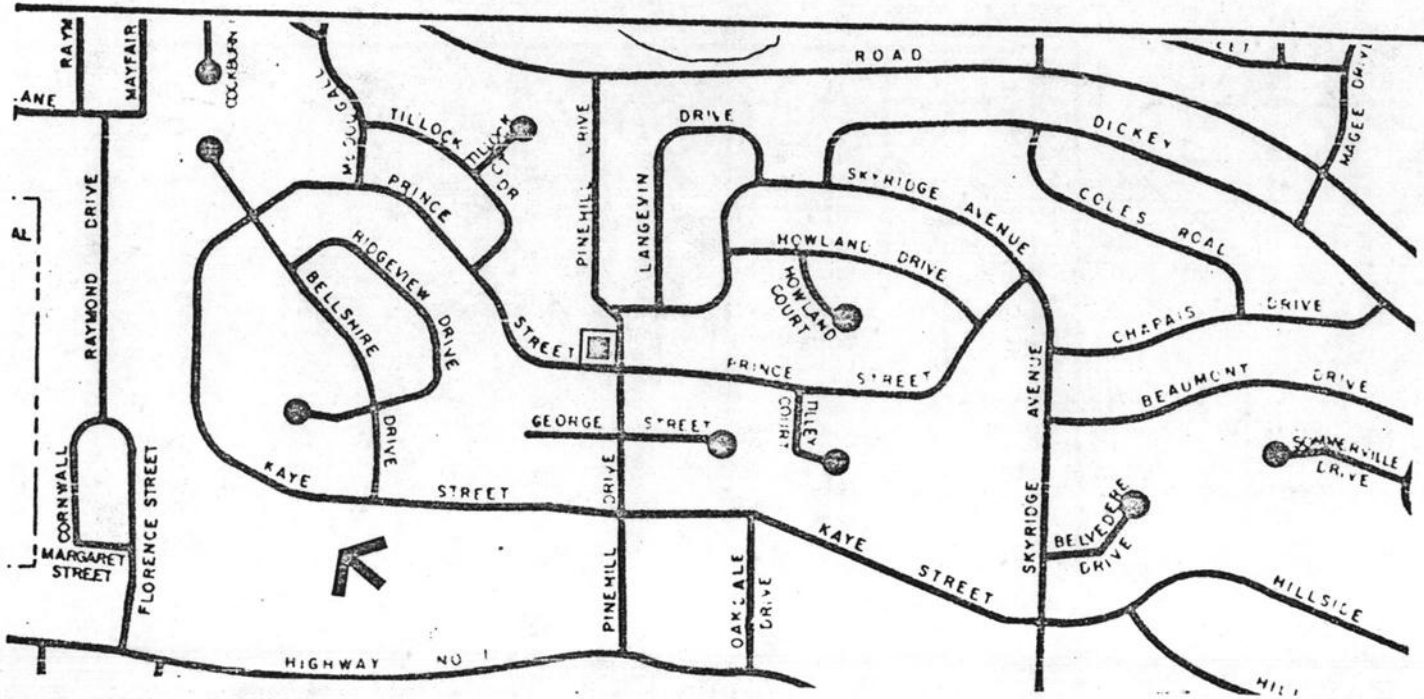 MAYFAIR
COCKBURN
ROAD
MAGEE DRIVE
TILLOCK
DRIVE
DICKEY
PRINCE
SKYRIDGE
AVENUE
COLES
ROAD
RAYMOND DRIVE
PINEHILL
LANGEVIN
HOWLAND DRIVE
HOWLAND
COURT
RIDGEVIEW
DRIVE
BELLSHIRE
DRIVE
STREET
CHAPAIS DRIVE
PRINCE STREET
BEAUMONT DRIVE
TILLEY
COURT
GEORGE STREET
SOMMERVILLE
DRIVE
SKYRIDGE AVENUE
KAYE STREET
PINEHILL DRIVE
KAYE STREET
BELVEDERE
DRIVE
CORNWALL
MARGARET
STREET
FLORENCE STREET
OAKDALE
DRIVE
HILLSIDE
HIGHWAY NO 1